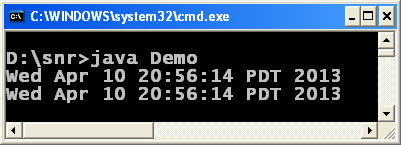 C:\WINDOWS\system32\cmd.exe
D:\snr>java Demo
Wed Apr 10 20:56:14 PDT 2013
Wed Apr 10 20:56:14 PDT 2013